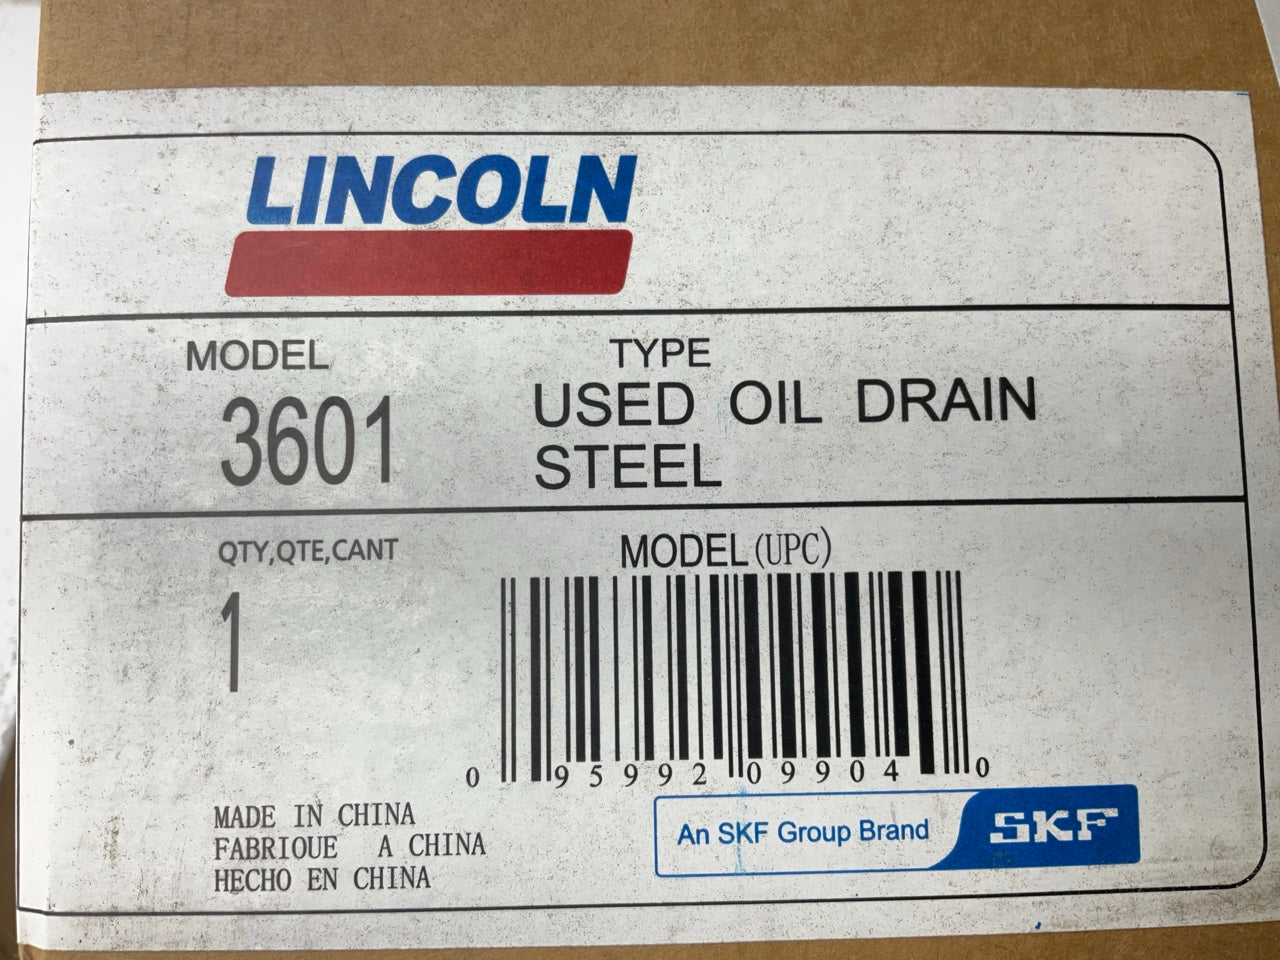 LINCOLN
MODEL TYPE
3601 USED OIL DRAIN
STEEL
QTY,QTE,CANT MODEL(UPC)
1
0 95992 09904 0
MADE IN CHINA
FABRIOUE A CHINA
HECHO EN CHINA
An SKF Group Brand SKF